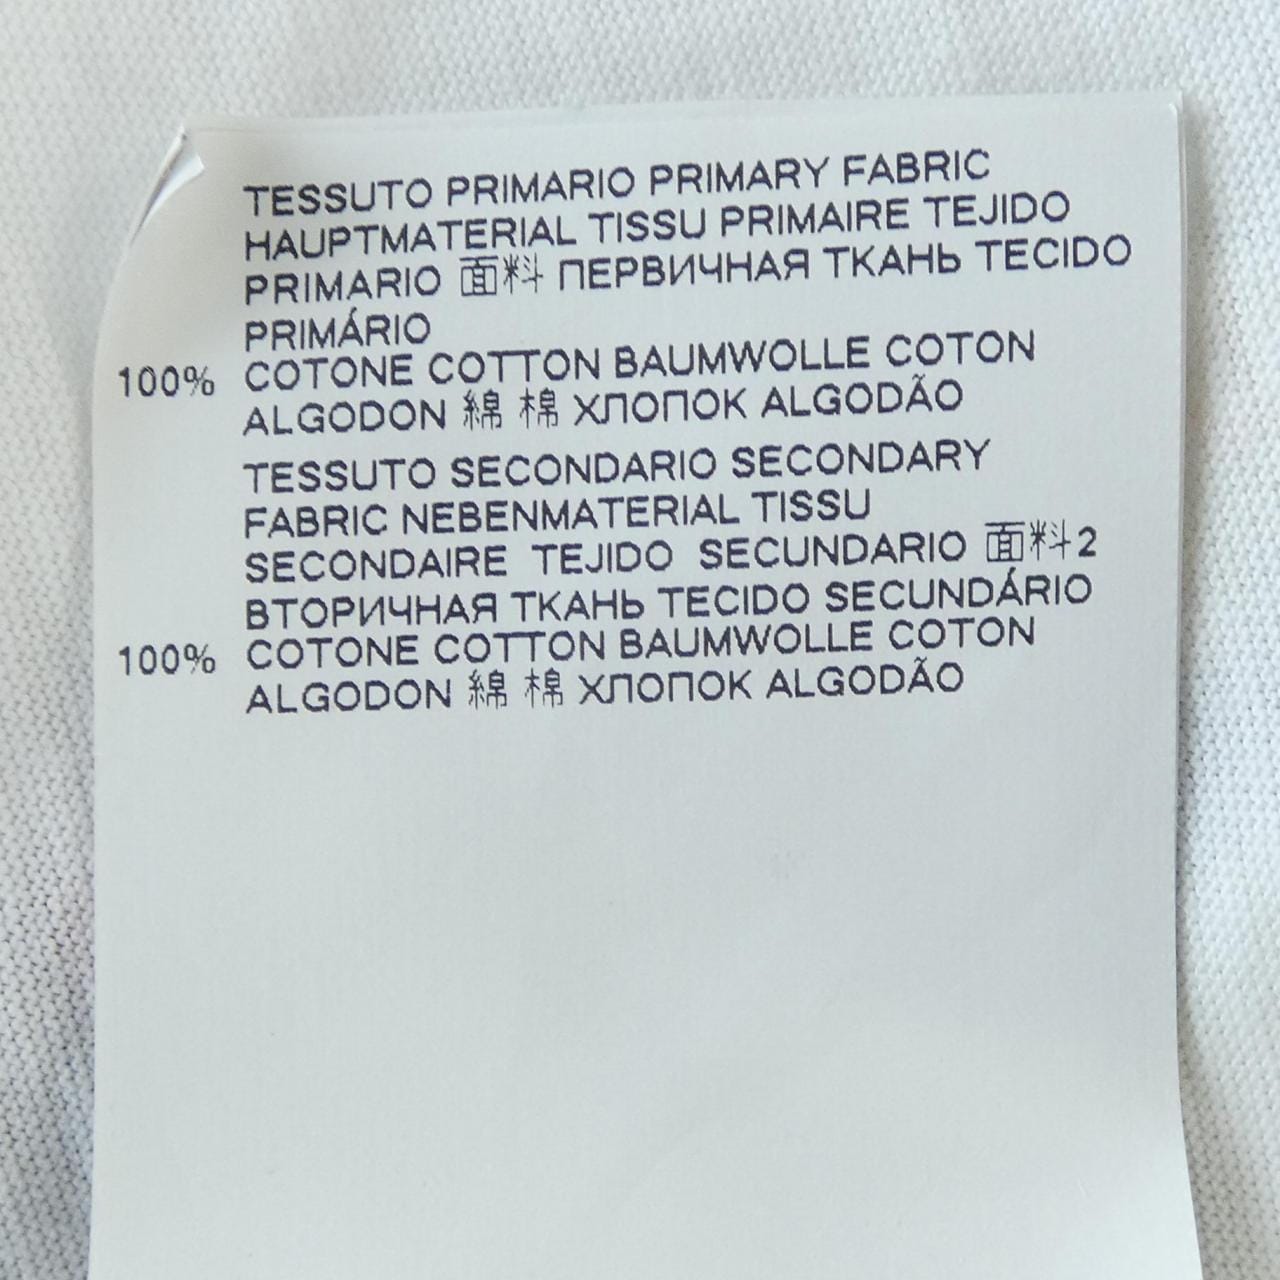 TESSUTO PRIMARIO PRIMARY FABRIC
HAUPTMATERIAL TISSU PRIMAIRE TEJIDO
PRIMARIO 面料 ПЕРВИЧНАЯ ТКАНЬ TECIDO
PRIMÁRIO
100% COTONE COTTON BAUMWOLLE COTON
ALGODON 綿 棉 ХЛОПОК ALGODÃO
TESSUTO SECONDARIO SECONDARY
FABRIC NEBENMATERIAL TISSU
SECONDAIRE TEJIDO SECUNDARIO 面料2
ВТОРИЧНАЯ ТКАНЬ TECIDO SECUNDÁRIO
100% COTONE COTTON BAUMWOLLE COTON
ALGODON 綿 棉 ХЛОПОК ALGODÃO